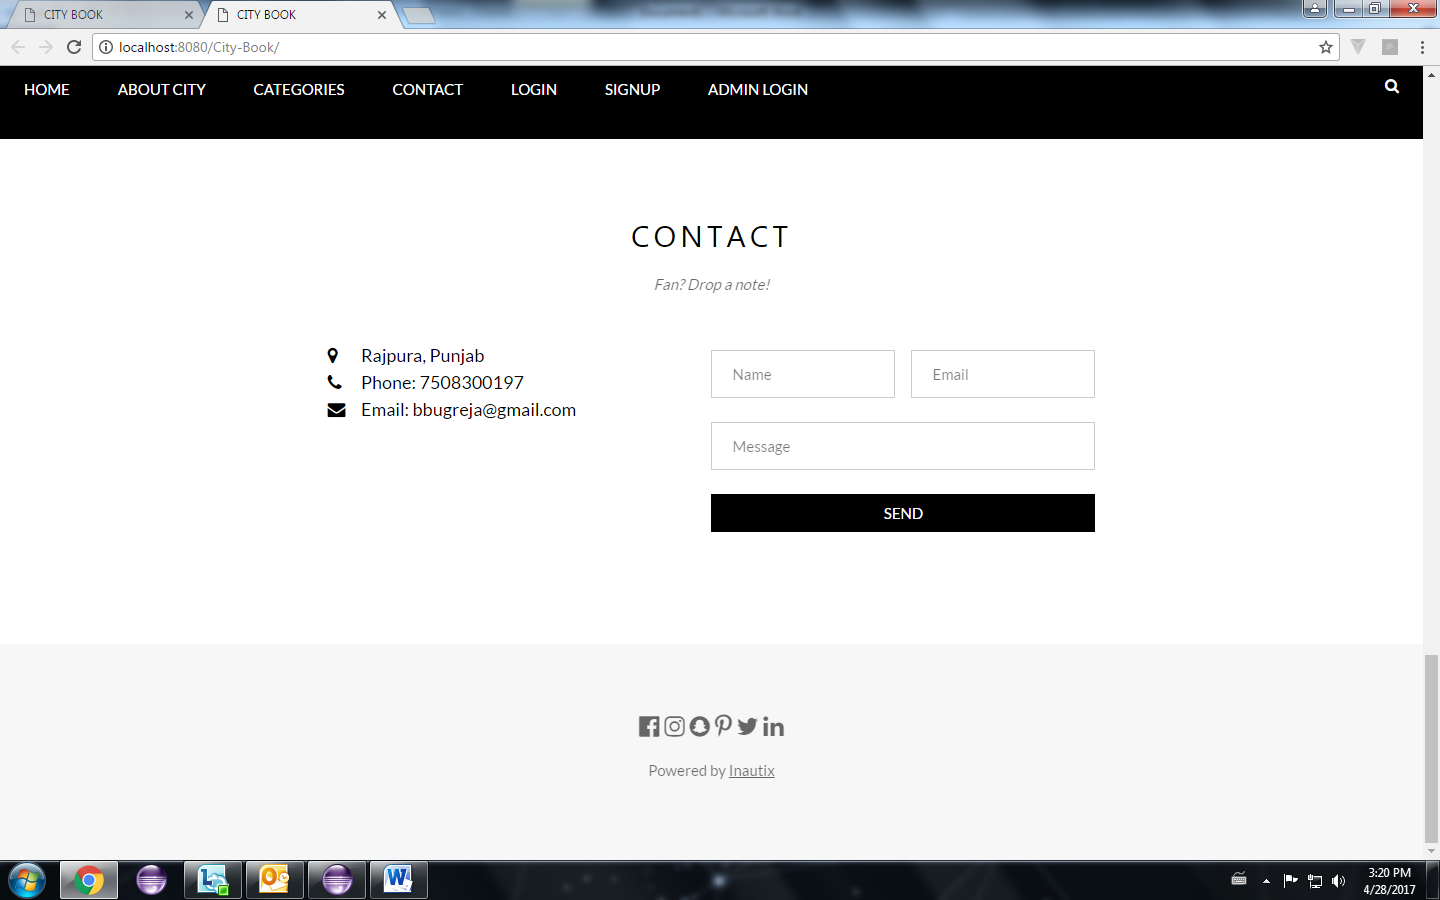 CITY BOOK
CITY BOOK
localhost:8080/City-Book/
HOME ABOUT CITY CATEGORIES CONTACT LOGIN SIGNUP ADMIN LOGIN
CONTACT
Fan? Drop a note!
Rajpura, Punjab
Phone: 7508300197
Email: bbugreja@gmail.com
Name Email
Message
SEND
Powered by Inautix
3:20 PM
4/28/2017